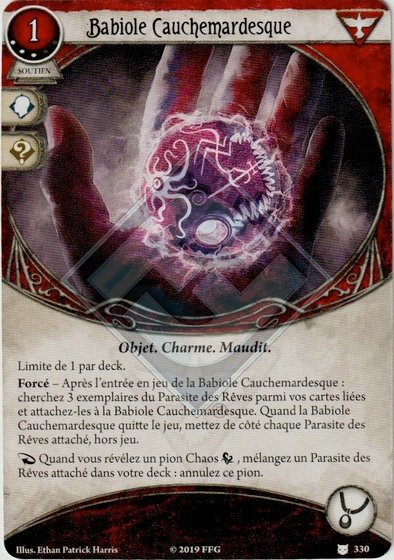 1
Babiole Cauchemardesque
SOUTIEN
?
Objet. Charme. Maudit.
Limite de 1 par deck.
Forcé – Après l'entrée en jeu de la Babiole Cauchemardesque :
cherchez 3 exemplaires du Parasite des Rêves parmi vos cartes liées
et attachez-les à la Babiole Cauchemardesque. Quand la Babiole
Cauchemardesque quitte le jeu, mettez de côté chaque Parasite des
Rêves attaché, hors jeu.
Quand vous révélez un pion Chaos , mélangez un Parasite des
Rêves attaché dans votre deck : annulez ce pion.
Illus. Ethan Patrick Harris © 2019 FFG 330